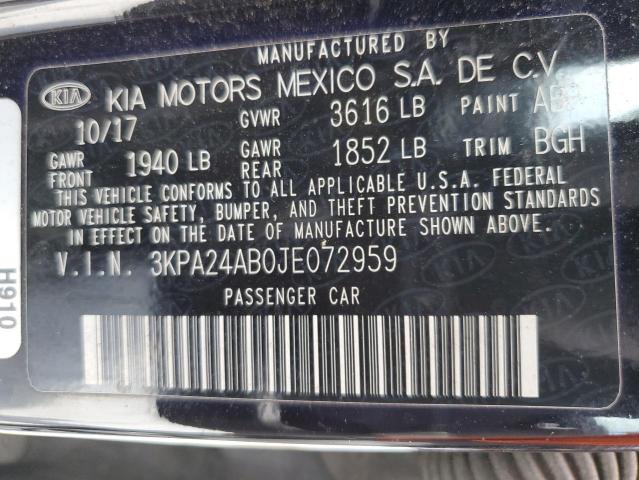 MANUFACTURED BY
KIA KIA MOTORS MEXICO S.A. DE C.V.
10/17 GVWR 3616 LB PAINT
GAWR FRONT 1940 LB GAWR REAR 1852 LB TRIM BGH
THIS VEHICLE CONFORMS TO ALL APPLICABLE U.S.A. FEDERAL
MOTOR VEHICLE SAFETY, BUMPER, AND THEFT PREVENTION STANDARDS
IN EFFECT ON THE DATE OF MANUFACTURE SHOWN ABOVE.
V.I.N. 3KPA24AB0JE072959
PASSENGER CAR
H910